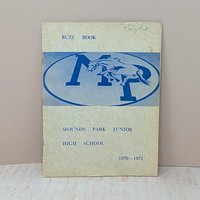 BUZZ BOOK
MP
MOUNDS PARK JUNIOR
HIGH SCHOOL
1970-1971